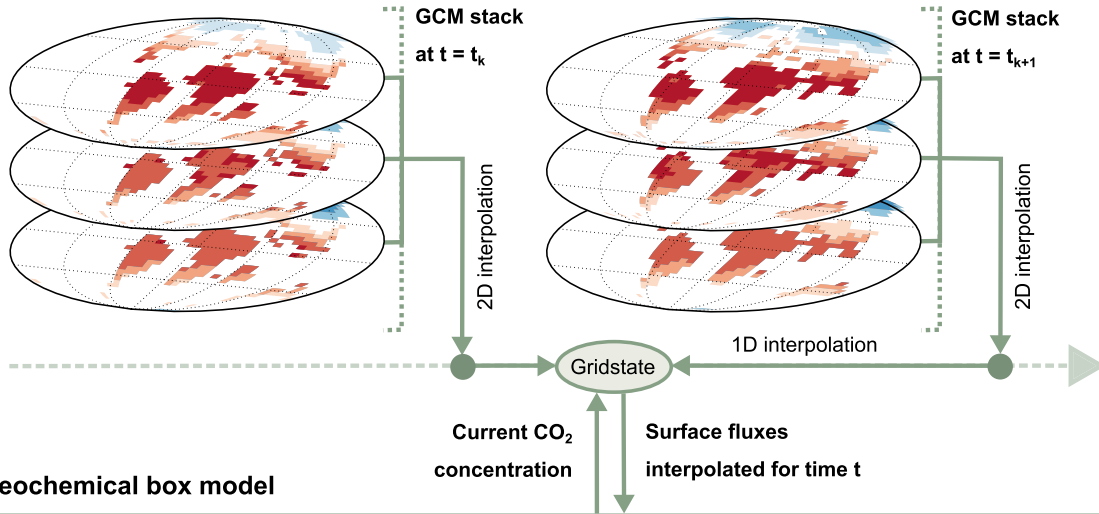 GCM stack
at t = tk
GCM stack
at t = tk+1
2D interpolation
2D interpolation
1D interpolation
Gridstate
Current CO2
concentration
Surface fluxes
interpolated for time t
eochemical box model